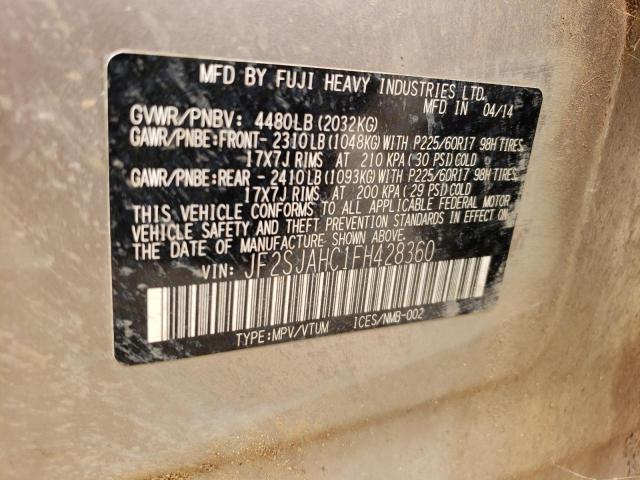 MFD BY FUJI HEAVY INDUSTRIES LTD.
MFD IN 04/14
GVWR/PNBV: 4480LB(2032KG)
GAWR/PNBE:FRONT- 2310LB(1048KG)WITH P225/60R17 98H TIRES
17X7J RIMS AT 210 KPA(30 PSI)COLD
GAWR/PNBE:REAR - 2410LB(1093KG)WITH P225/60R17 98H TIRES
17X7J RIMS AT 200 KPA(29 PSI)COLD
THIS VEHICLE CONFORMS TO ALL APPLICABLE FEDERAL MOTOR
VEHICLE SAFETY AND THEFT PREVENTION STANDARDS IN EFFECT ON
THE DATE OF MANUFACTURE SHOWN ABOVE.
VIN: JF2SJAHC1FH428360
TYPE:MPV/VTUM ICES/NMB-002